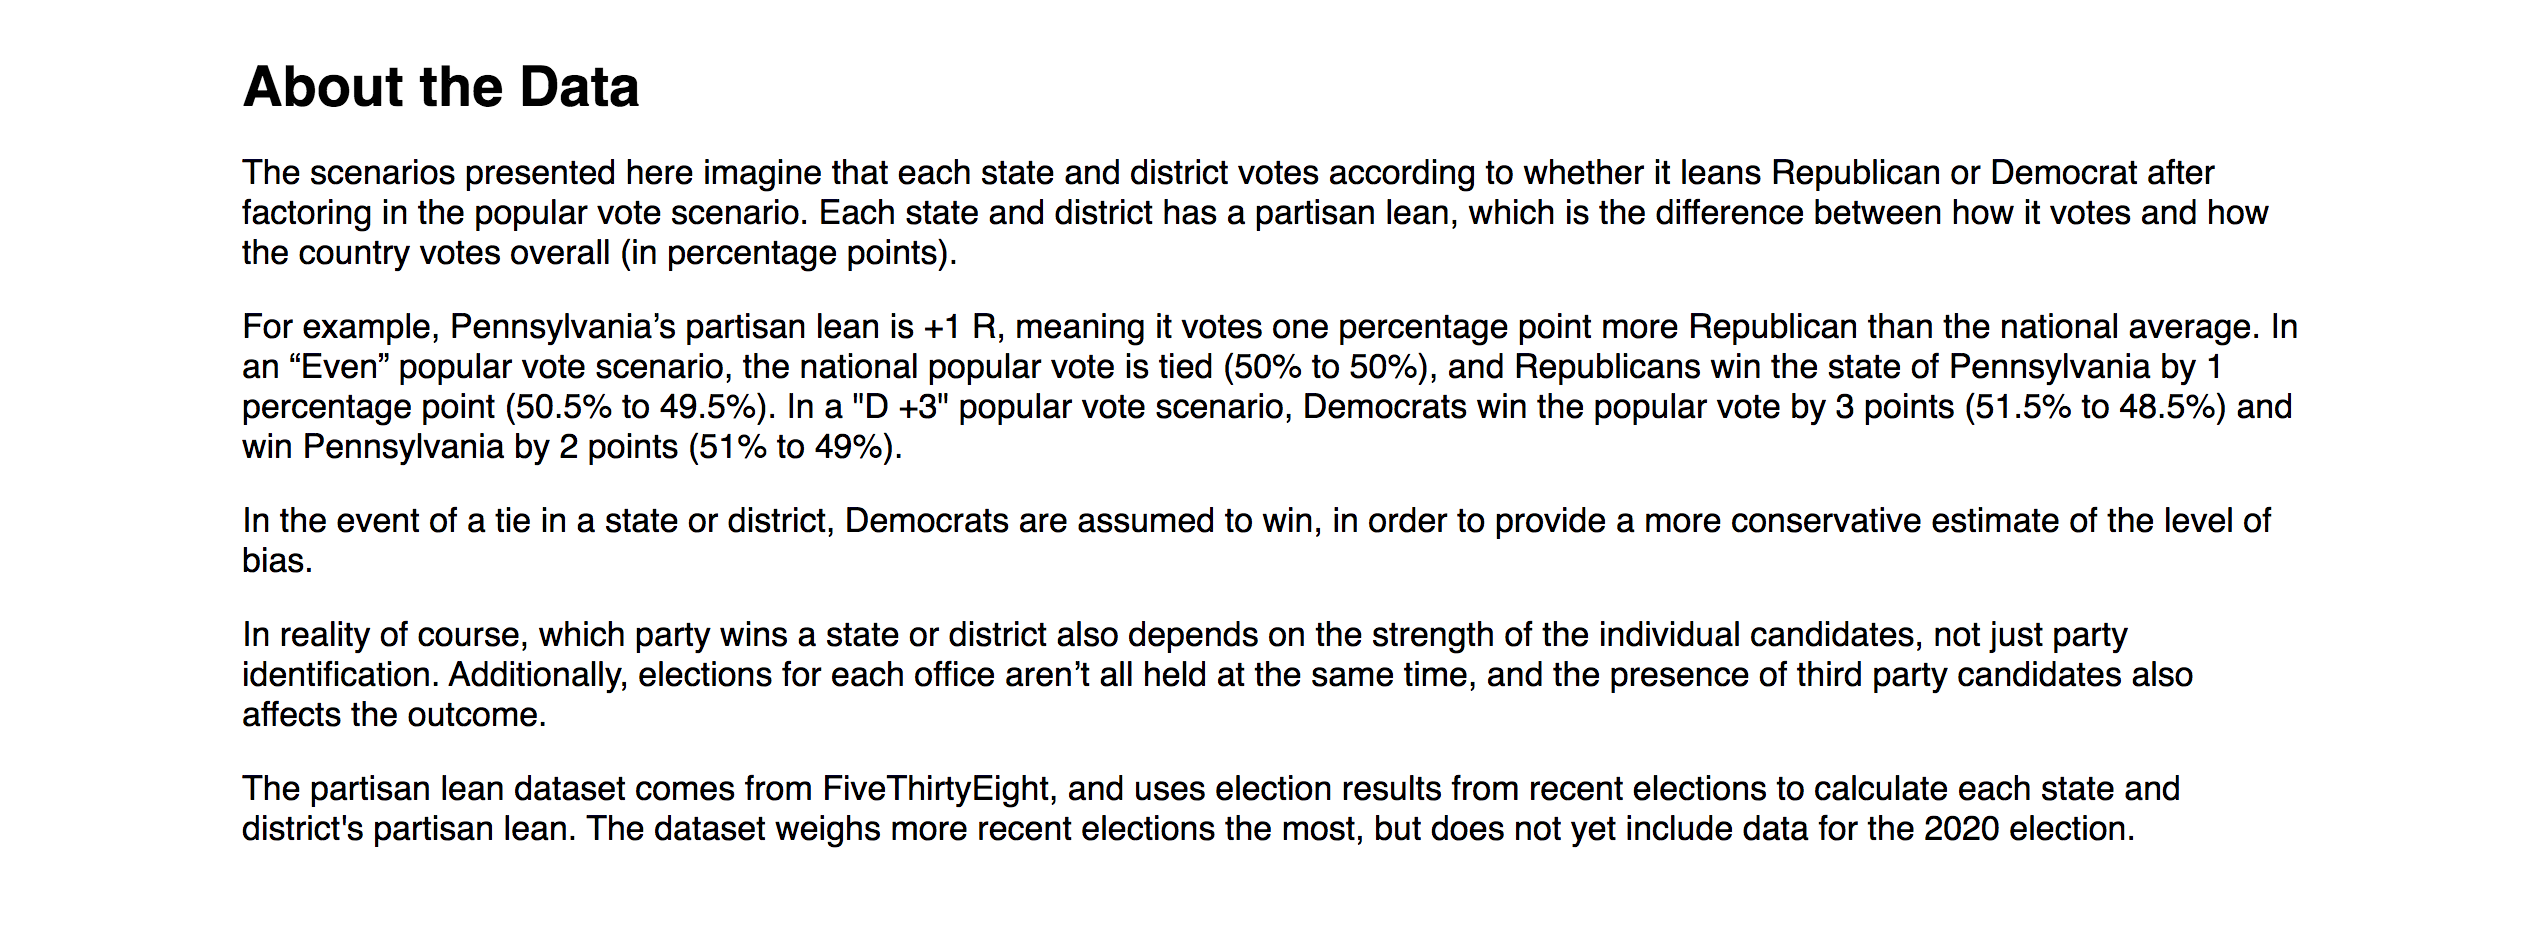 About the Data
The scenarios presented here imagine that each state and district votes according to whether it leans Republican or Democrat after
factoring in the popular vote scenario. Each state and district has a partisan lean, which is the difference between how it votes and how
the country votes overall (in percentage points).
For example, Pennsylvania’s partisan lean is +1 R, meaning it votes one percentage point more Republican than the national average. In
an “Even” popular vote scenario, the national popular vote is tied (50% to 50%), and Republicans win the state of Pennsylvania by 1
percentage point (50.5% to 49.5%). In a "D +3" popular vote scenario, Democrats win the popular vote by 3 points (51.5% to 48.5%) and
win Pennsylvania by 2 points (51% to 49%).
In the event of a tie in a state or district, Democrats are assumed to win, in order to provide a more conservative estimate of the level of
bias.
In reality of course, which party wins a state or district also depends on the strength of the individual candidates, not just party
identification. Additionally, elections for each office aren’t all held at the same time, and the presence of third party candidates also
affects the outcome.
The partisan lean dataset comes from FiveThirtyEight, and uses election results from recent elections to calculate each state and
district's partisan lean. The dataset weighs more recent elections the most, but does not yet include data for the 2020 election.